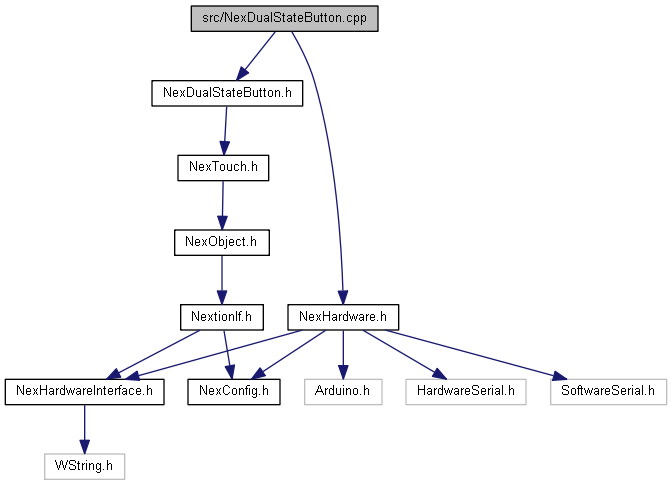 src/NexDualStateButton.cpp
NexDualStateButton.h
NexTouch.h
NexObject.h
NextionIf.h
NexHardware.h
NexHardwareInterface.h
NexConfig.h
Arduino.h
HardwareSerial.h
SoftwareSerial.h
WString.h